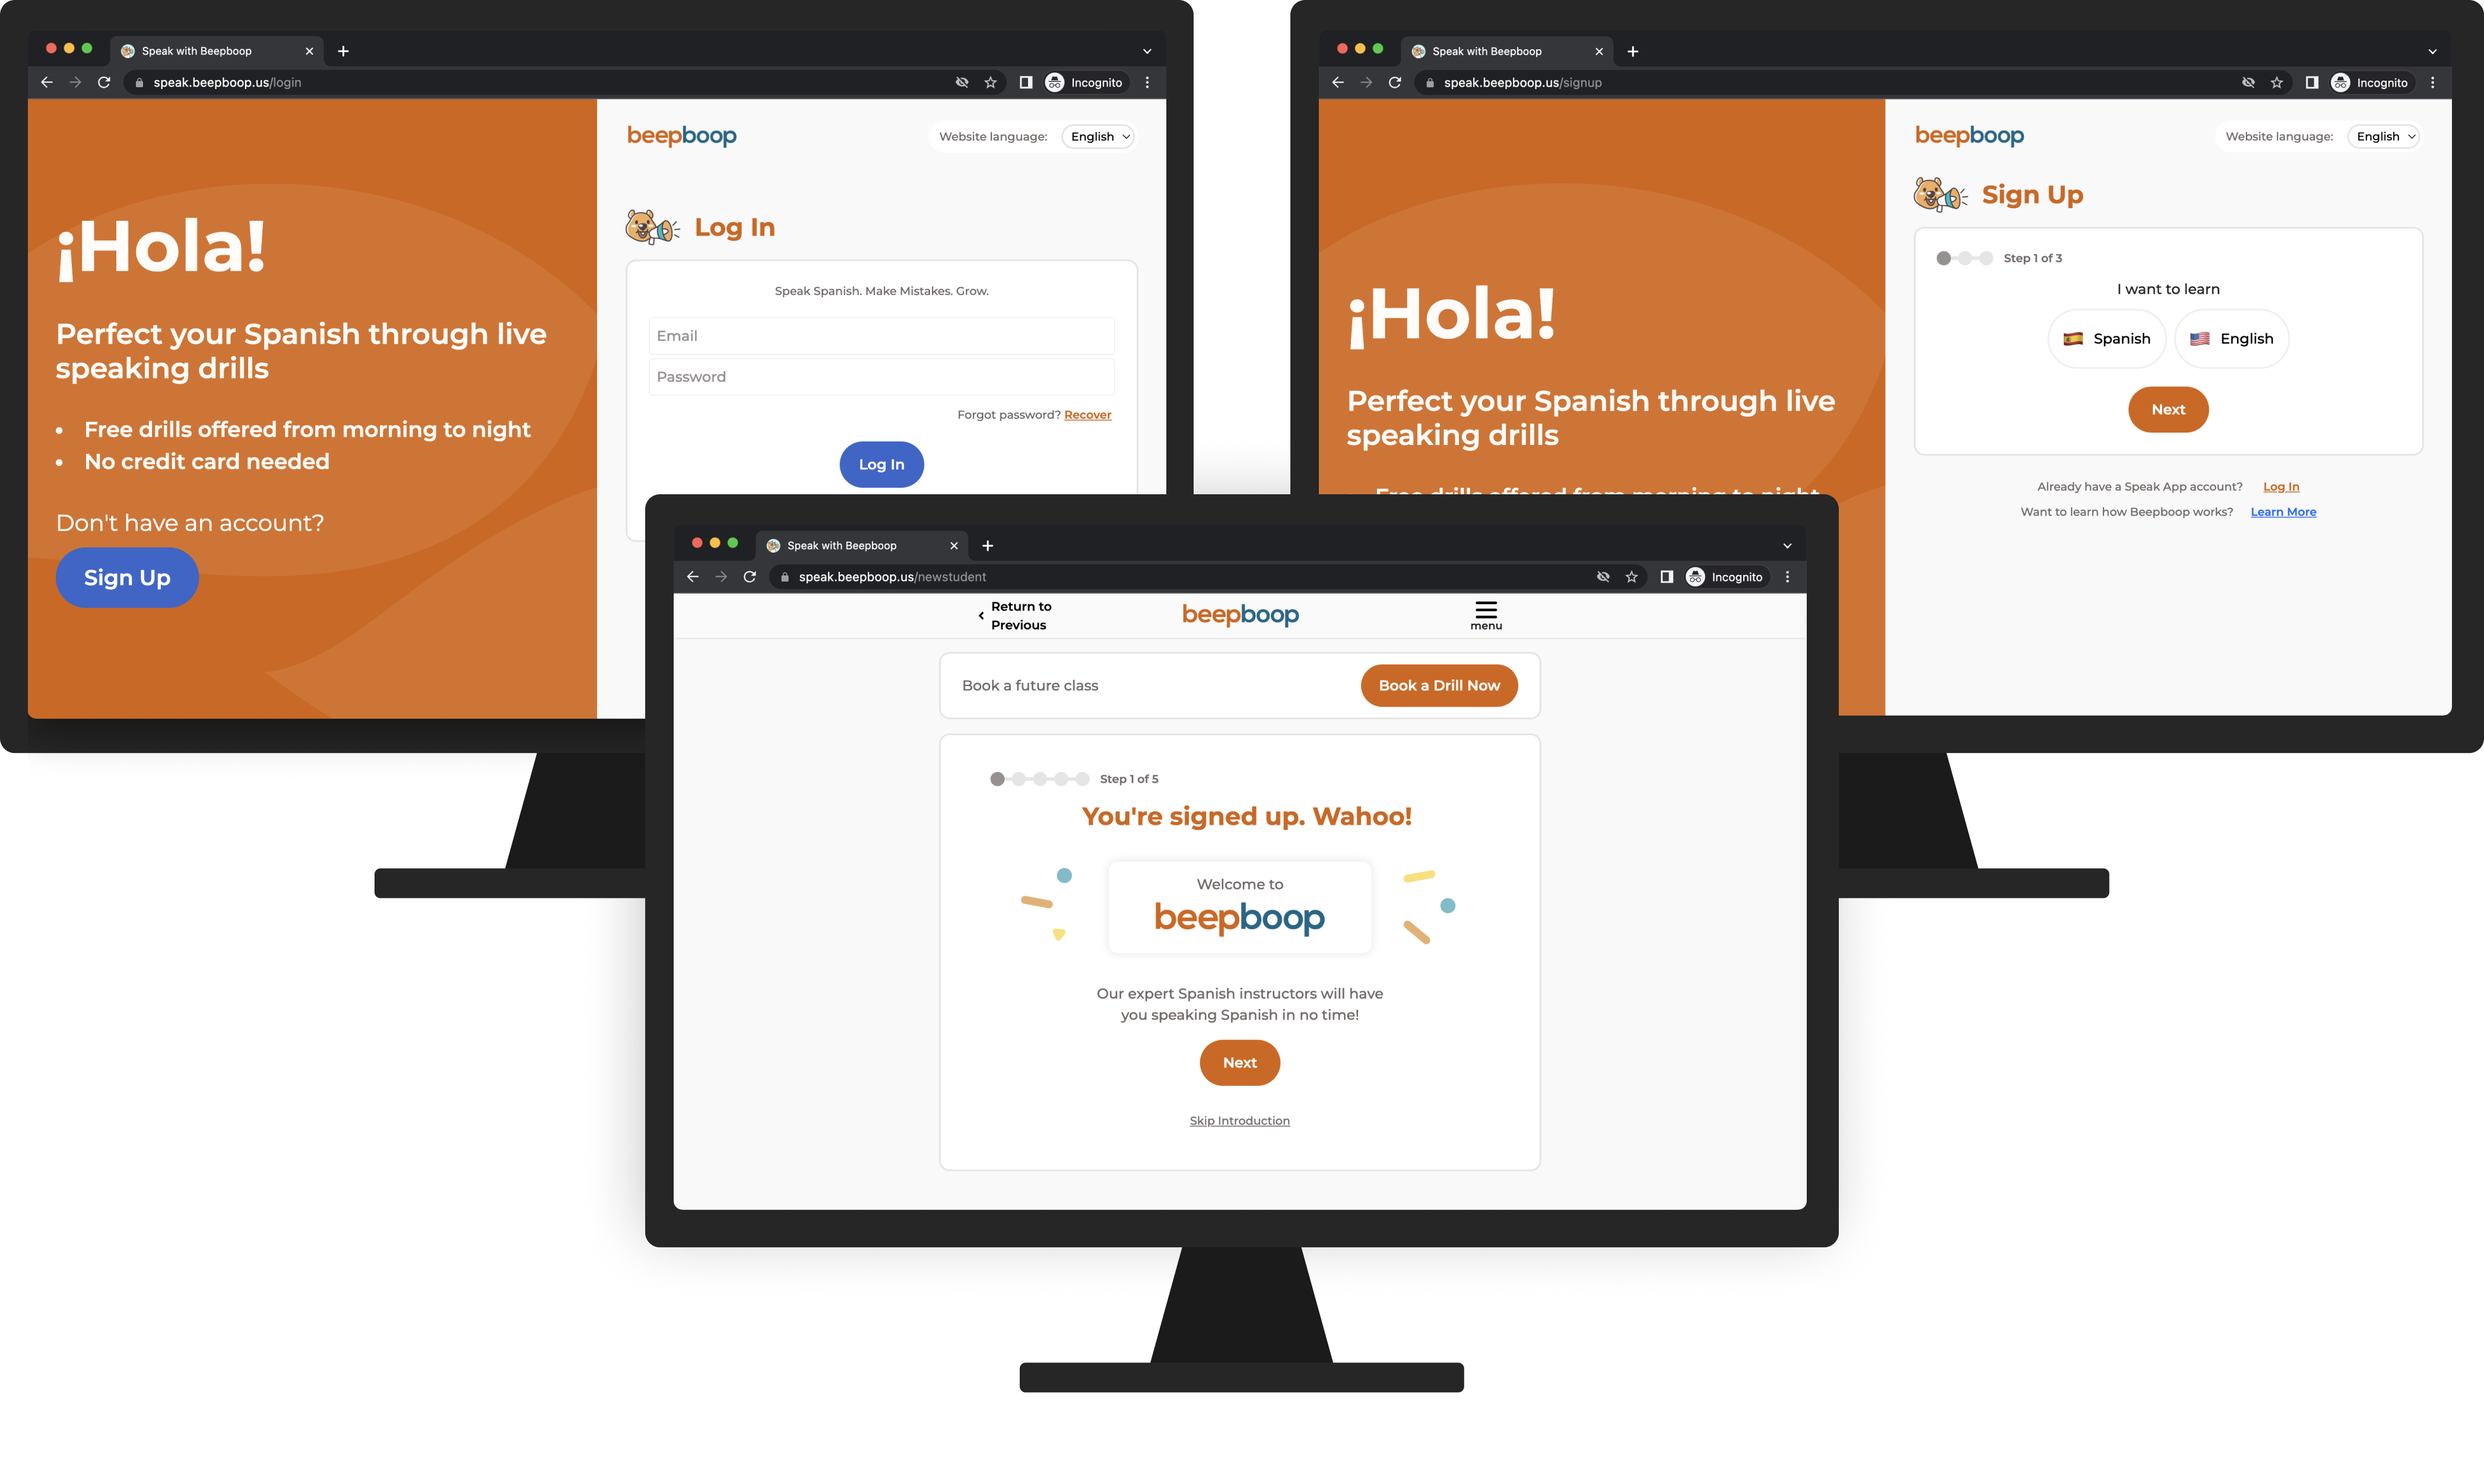 Speak with Beepboop
speak.beepboop.us/login
Incognito
¡Hola!
Perfect your Spanish through live
speaking drills
• Free drills offered from morning to night
• No credit card needed
Don't have an account?
Sign Up
beepboop
Website language: English
Log In
Speak Spanish. Make Mistakes. Grow.
Email
Password
Forgot password? Recover
Log In
Speak with Beepboop
speak.beepboop.us/signup
Incognito
¡Hola!
Perfect your Spanish through live
speaking drills
Free drills offered from morning to night
beepboop
Website language: English
Sign Up
Step 1 of 3
I want to learn
Spanish English
Next
Already have a Speak App account? Log In
Want to learn how Beepboop works? Learn More
Speak with Beepboop
speak.beepboop.us/newstudent
Incognito
Return to
Previous
beepboop
menu
Book a future class
Book a Drill Now
Step 1 of 5
You're signed up. Wahoo!
Welcome to
beepboop
Our expert Spanish instructors will have
you speaking Spanish in no time!
Next
Skip Introduction